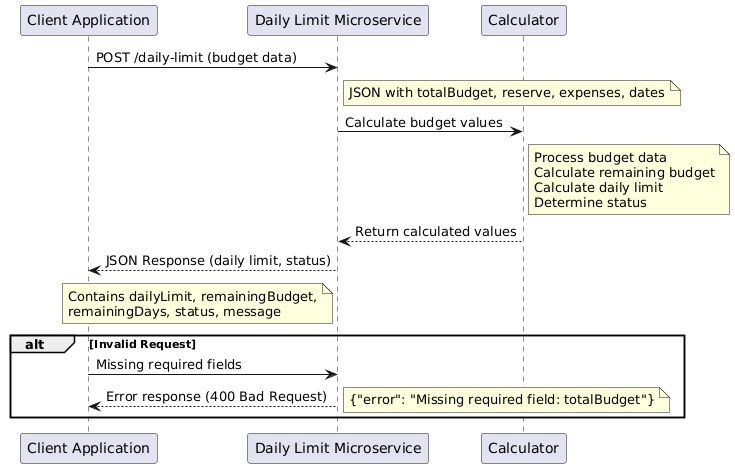 Client Application
Daily Limit Microservice
Calculator
POST /daily-limit (budget data)
JSON with totalBudget, reserve, expenses, dates
Calculate budget values
Process budget data
Calculate remaining budget
Calculate daily limit
Determine status
Return calculated values
JSON Response (daily limit, status)
Contains dailyLimit, remainingBudget,
remainingDays, status, message
alt
[Invalid Request]
Missing required fields
Error response (400 Bad Request)
{"error": "Missing required field: totalBudget"}
Client Application
Daily Limit Microservice
Calculator